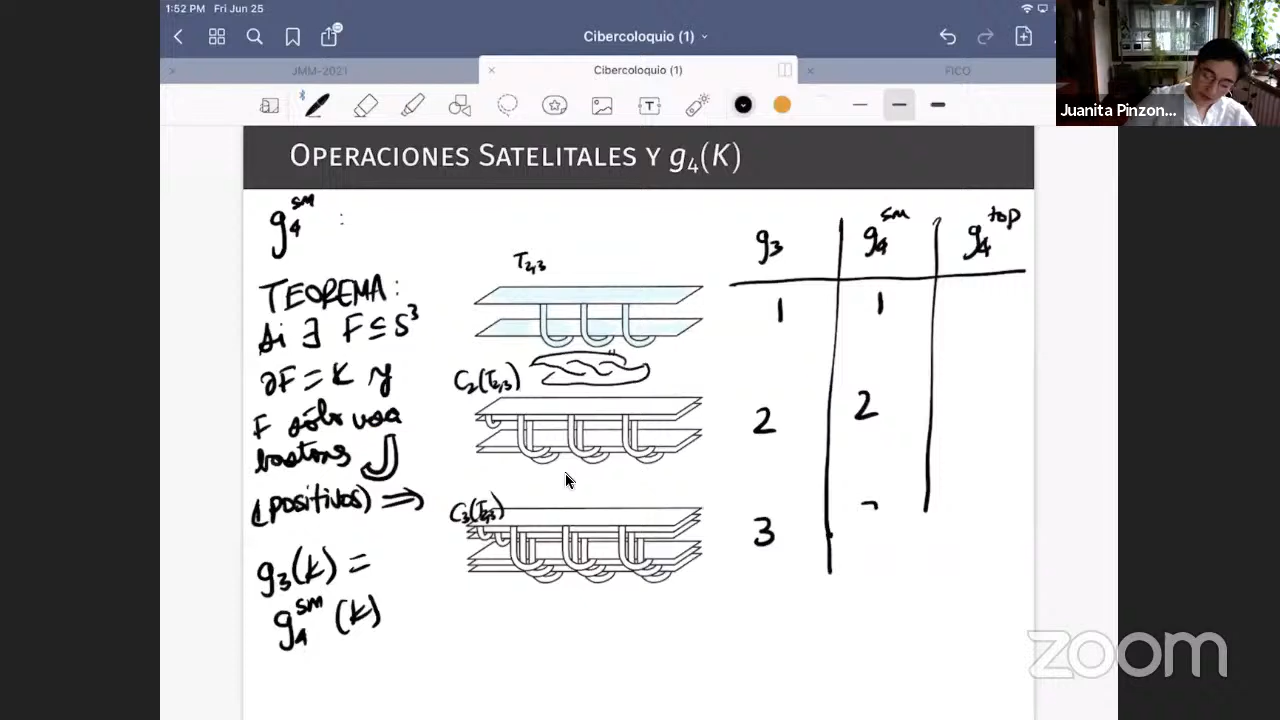 1:52 PM Fri Jun 25
Cibercoloquio (1)
JMM-2021
Cibercoloquio (1)
FICO
Juanita Pinzon...
OPERACIONES SATELITALES Y g₄(K)
g₄ˢᵐ :
TEOREMA:
Si ∃ F ⊆ S³
∂F = K y
F sólo usa
bastones
(positivos) ⇒
g₃(K) =
g₄ˢᵐ (K)
T₂,₃
C₂(T₂,₃)
C₃(T₂,₃)
g₃ g₄ˢᵐ g₄ᵗᵒᵖ
1 1
2 2
3
zoom